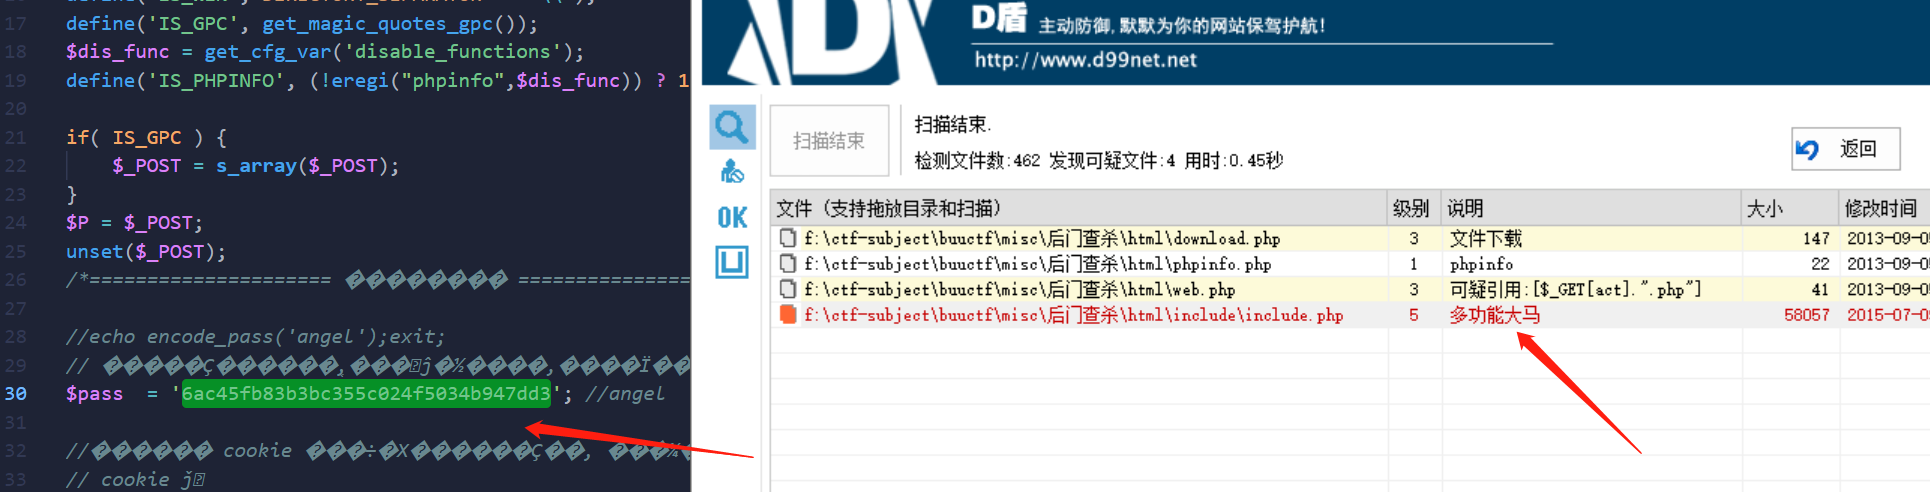 17 define('IS_GPC', get_magic_quotes_gpc());
18 $dis_func = get_cfg_var('disable_functions');
19 define('IS_PHPINFO', (!eregi("phpinfo",$dis_func)) ? 1
20
21 if( IS_GPC ) {
22 $_POST = s_array($_POST);
23 }
24 $P = $_POST;
25 unset($_POST);
26 /*===================== ��������� ===============
27
28 //echo encode_pass('angel');exit;
29 //
30 $pass = '6ac45fb83b3bc355c024f5034b947dd3'; //angel
31
32 // cookie
33 // cookie
D盾 主动防御,默默为你的网站保驾护航!
http://www.d99net.net
扫描结束
扫描结束.
检测文件数:462 发现可疑文件:4 用时:0.45秒
返回
OK
文件 (支持拖放目录和扫描) 级别 说明 大小 修改时间
f:\ctf-subject\buuctf\misc\后门查杀\html\download.php 3 文件下载 147 2013-09-0
f:\ctf-subject\buuctf\misc\后门查杀\html\phpinfo.php 1 phpinfo 22 2013-09-0
f:\ctf-subject\buuctf\misc\后门查杀\html\web.php 3 可疑引用:[$_GET[act].".php"] 41 2013-09-0
f:\ctf-subject\buuctf\misc\后门查杀\html\include\include.php 5 多功能大马 58057 2015-07-0